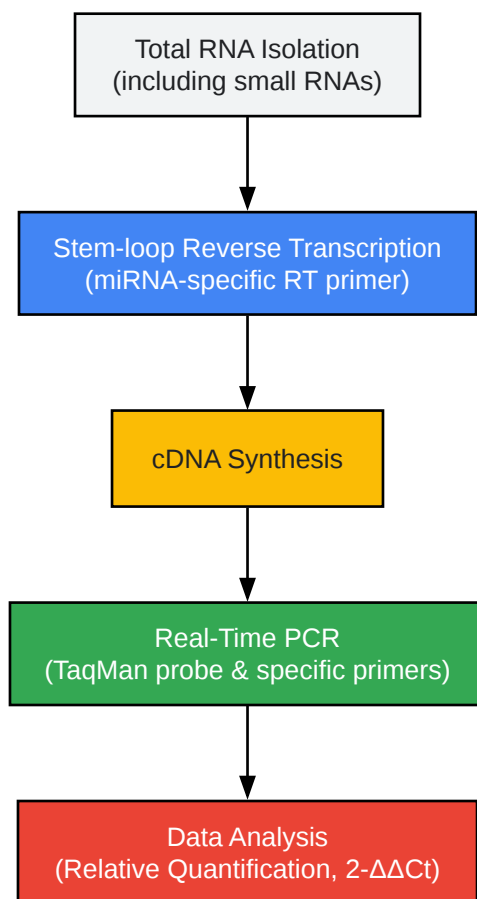 Total RNA Isolation
(including small RNAs)
Stem-loop Reverse Transcription
(miRNA-specific RT primer)
cDNA Synthesis
Real-Time PCR
(TaqMan probe & specific primers)
Data Analysis
(Relative Quantification, 2-ΔΔCt)